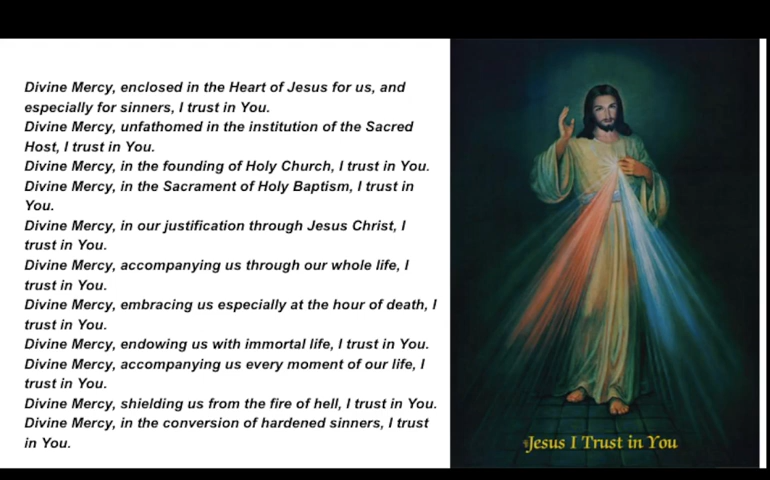 Divine Mercy, enclosed in the Heart of Jesus for us, and
especially for sinners, I trust in You.
Divine Mercy, unfathomed in the institution of the Sacred
Host, I trust in You.
Divine Mercy, in the founding of Holy Church, I trust in You.
Divine Mercy, in the Sacrament of Holy Baptism, I trust in
You.
Divine Mercy, in our justification through Jesus Christ, I
trust in You.
Divine Mercy, accompanying us through our whole life, I
trust in You.
Divine Mercy, embracing us especially at the hour of death, I
trust in You.
Divine Mercy, endowing us with immortal life, I trust in You.
Divine Mercy, accompanying us every moment of our life, I
trust in You.
Divine Mercy, shielding us from the fire of hell, I trust in You.
Divine Mercy, in the conversion of hardened sinners, I trust
in You.
Jesus I Trust in You